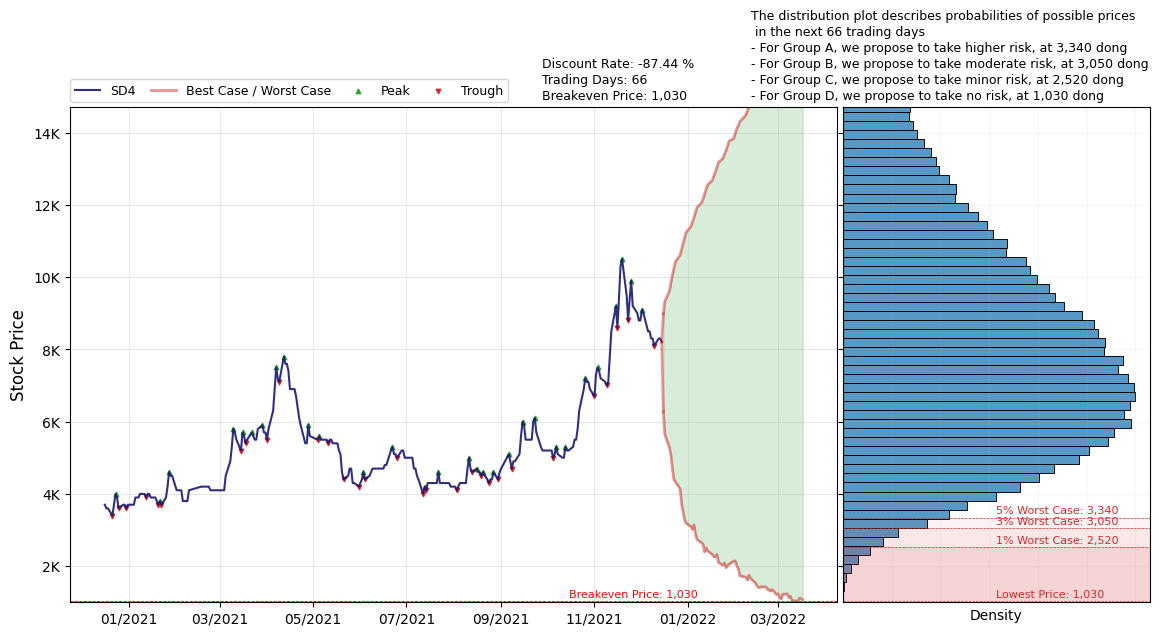 The distribution plot describes probabilities of possible prices
in the next 66 trading days
- For Group A, we propose to take higher risk, at 3,340 dong
- For Group B, we propose to take moderate risk, at 3,050 dong
- For Group C, we propose to take minor risk, at 2,520 dong
- For Group D, we propose to take no risk, at 1,030 dong
Discount Rate: -87.44 %
Trading Days: 66
Breakeven Price: 1,030
SD4
Best Case / Worst Case
Peak
Trough
Stock Price
14K
12K
10K
8K
6K
4K
2K
Breakeven Price: 1,030
01/2021
03/2021
05/2021
07/2021
09/2021
11/2021
01/2022
03/2022
5% Worst Case: 3,340
3% Worst Case: 3,050
1% Worst Case: 2,520
Lowest Price: 1,030
Density